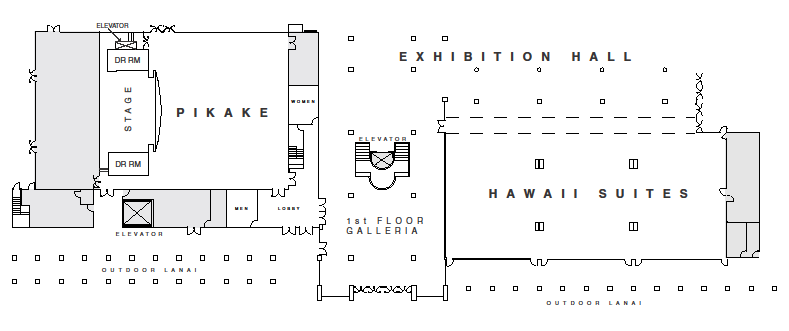 ELEVATOR
EXHIBITION HALL
DR RM
STAGE
PIKAKE
WOMEN
ELEVATOR
DR RM
HAWAII SUITES
MEN
LOBBY
1st FLOOR
GALLERIA
ELEVATOR
OUTDOOR LANAI
OUTDOOR LANAI